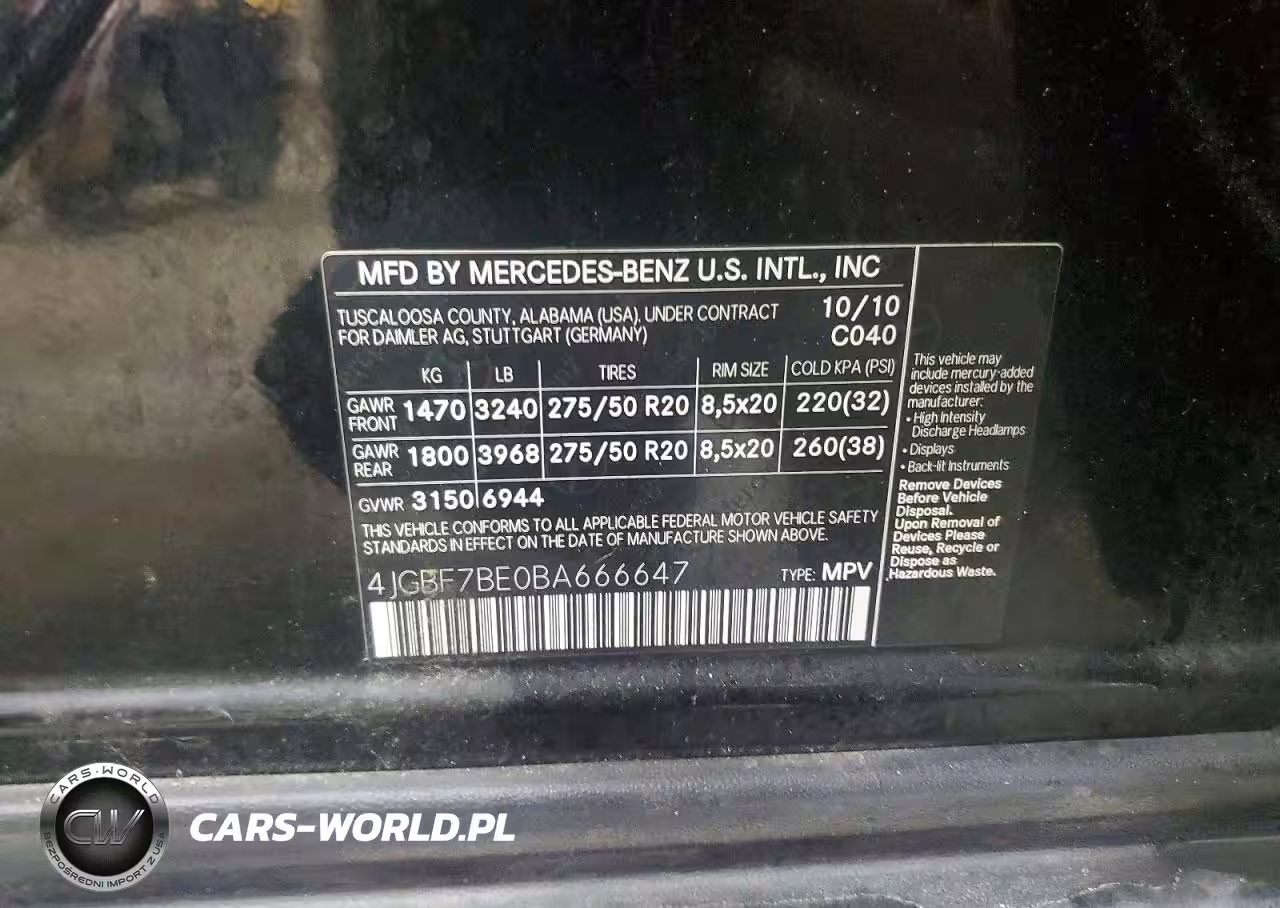 MFD BY MERCEDES-BENZ U.S. INTL., INC
TUSCALOOSA COUNTY, ALABAMA (USA), UNDER CONTRACT 10/10
FOR DAIMLER AG, STUTTGART (GERMANY) C040
KG LB TIRES RIM SIZE COLD KPA (PSI)
GAWR FRONT 1470 3240 275/50 R20 8,5x20 220(32)
GAWR REAR 1800 3968 275/50 R20 8,5x20 260(38)
GVWR 3150 6944
THIS VEHICLE CONFORMS TO ALL APPLICABLE FEDERAL MOTOR VEHICLE SAFETY
STANDARDS IN EFFECT ON THE DATE OF MANUFACTURE SHOWN ABOVE.
4JGBF7BE0BA666647 TYPE: MPV
This vehicle may
include mercury-added
devices installed by the
manufacturer:
• High Intensity
Discharge Headlamps
• Displays
• Back-lit Instruments
Remove Devices
Before Vehicle
Disposal.
Upon Removal of
Devices Please
Reuse, Recycle or
Dispose as
Hazardous Waste.
CARS-WORLD
CW
BEZPOŚREDNI IMPORT Z USA
CARS-WORLD.PL